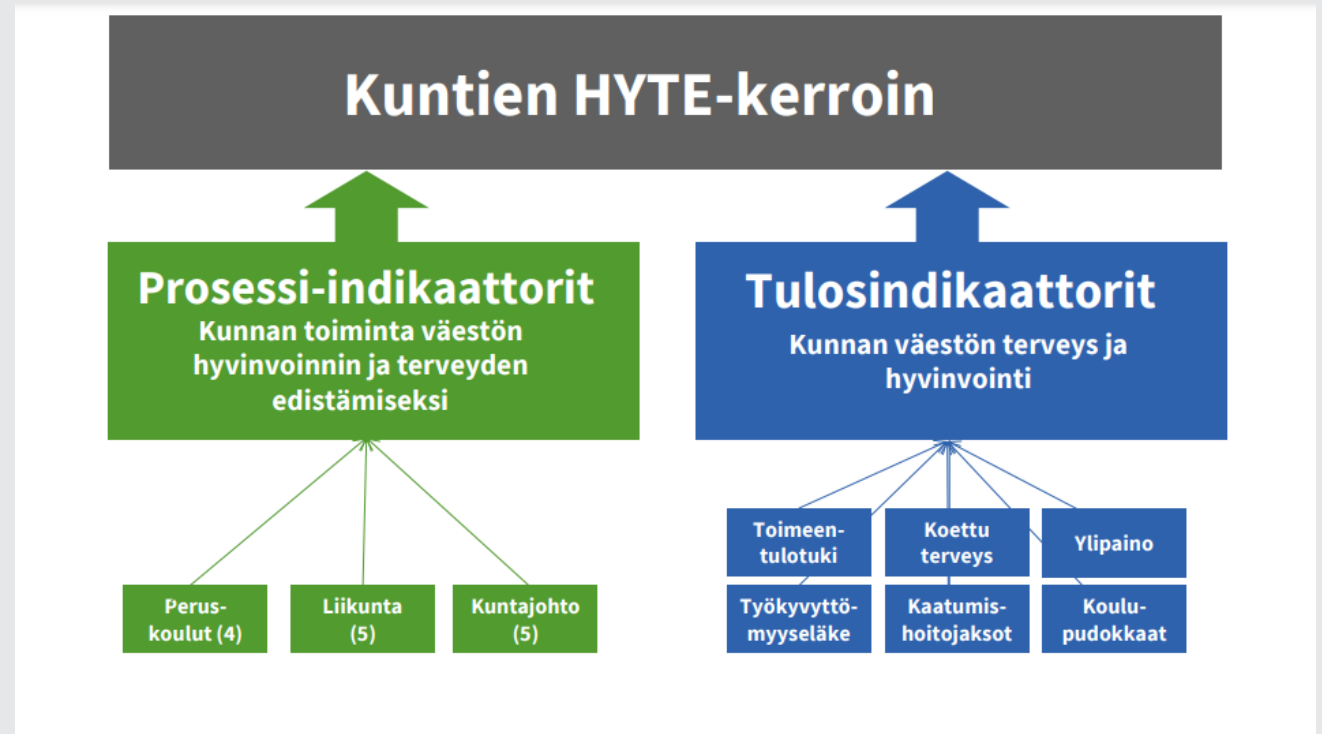 Kuntien HYTE-kerroin
Prosessi-indikaattorit
Kunnan toiminta väestön
hyvinvoinnin ja terveyden
edistämiseksi
Tulosindikaattorit
Kunnan väestön terveys ja
hyvinvointi
Perus-
koulut (4)
Liikunta
(5)
Kuntajohto
(5)
Toimeen-
tulotuki
Koettu
terveys
Ylipaino
Työkyvyttö-
myyseläke
Kaatumis-
hoitojaksot
Koulu-
pudokkaat